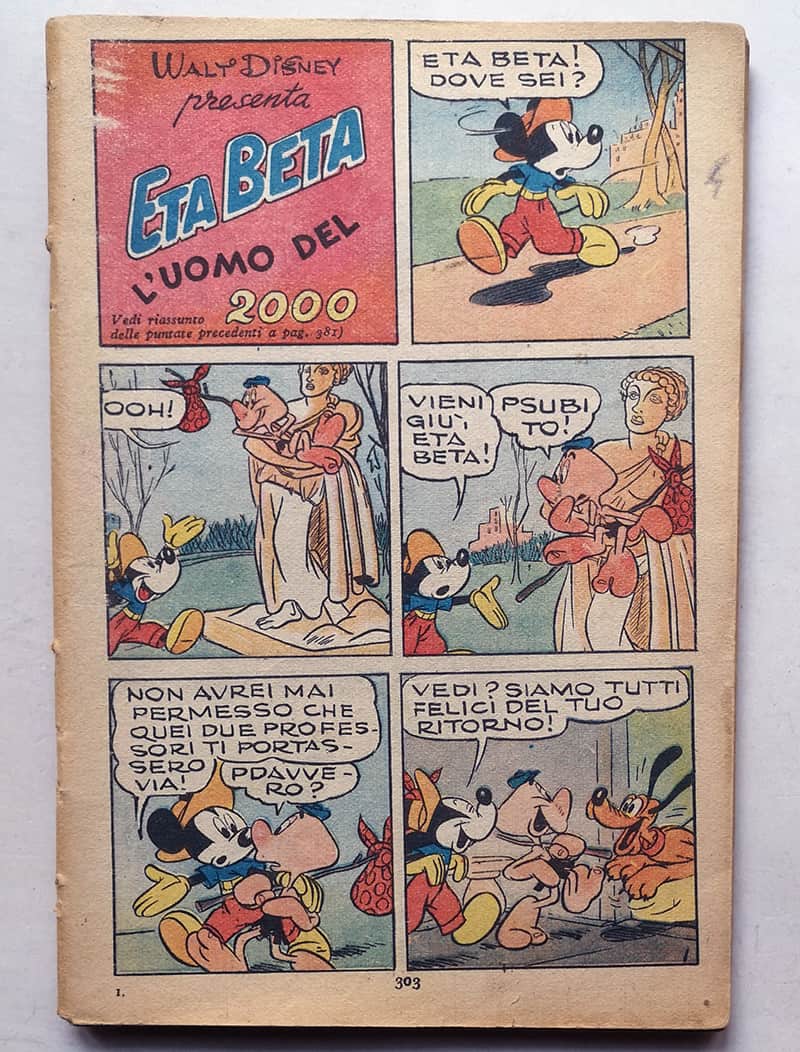 WALT DISNEY
presenta
ETA BETA
L'UOMO DEL
2000
Vedi riassunto
delle puntate precedenti a pag. 381)
ETA BETA!
DOVE SEI?
OOH!
VIENI
GIU',
ETA
BETA!
PSUBI
TO!
NON AVREI MAI
PERMESSO CHE
QUEI DUE PROFES-
SORI TI PORTAS-
SERO
VIA!
PDAVVE-
RO?
VEDI? SIAMO TUTTI
FELICI DEL TUO
RITORNO!
303
1.